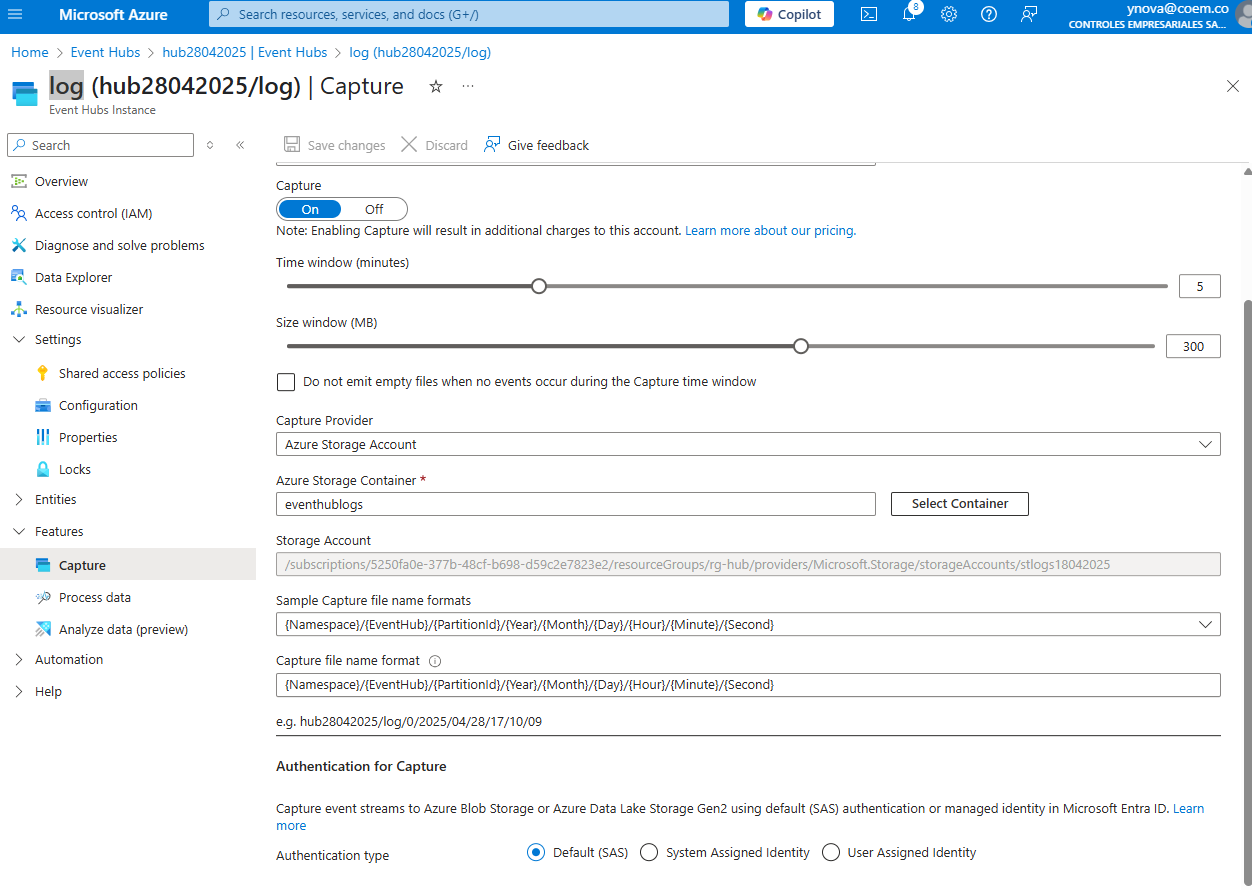 Microsoft Azure
Search resources, services, and docs (G+/)
Copilot
8
ynova@coem.co
CONTROLES EMPRESARIALES SA...
Home > Event Hubs > hub28042025 | Event Hubs > log (hub28042025/log)
log (hub28042025/log) | Capture
Event Hubs Instance
Search
Save changes
Discard
Give feedback
Overview
Access control (IAM)
Diagnose and solve problems
Data Explorer
Resource visualizer
Settings
Shared access policies
Configuration
Properties
Locks
Entities
Features
Capture
Process data
Analyze data (preview)
Automation
Help
Capture
On Off
Note: Enabling Capture will result in additional charges to this account. Learn more about our pricing.
Time window (minutes)
5
Size window (MB)
300
Do not emit empty files when no events occur during the Capture time window
Capture Provider
Azure Storage Account
Azure Storage Container *
eventhublogs
Select Container
Storage Account
/subscriptions/5250fa0e-377b-48cf-b698-d59c2e7823e2/resourceGroups/rg-hub/providers/Microsoft.Storage/storageAccounts/stlogs18042025
Sample Capture file name formats
{Namespace}/{EventHub}/{PartitionId}/{Year}/{Month}/{Day}/{Hour}/{Minute}/{Second}
Capture file name format
{Namespace}/{EventHub}/{PartitionId}/{Year}/{Month}/{Day}/{Hour}/{Minute}/{Second}
e.g. hub28042025/log/0/2025/04/28/17/10/09
Authentication for Capture
Capture event streams to Azure Blob Storage or Azure Data Lake Storage Gen2 using default (SAS) authentication or managed identity in Microsoft Entra ID. Learn
more
Authentication type
Default (SAS)
System Assigned Identity
User Assigned Identity